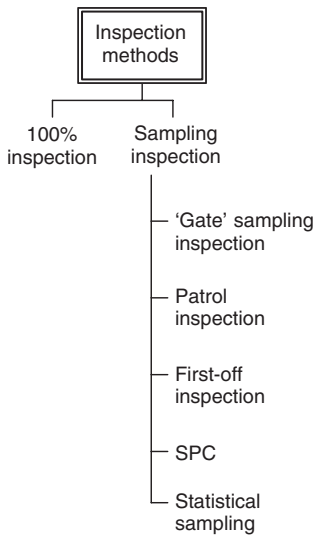 Inspection
methods
100%
inspection
Sampling
inspection
‘Gate’ sampling
inspection
Patrol
inspection
First-off
inspection
SPC
Statistical
sampling